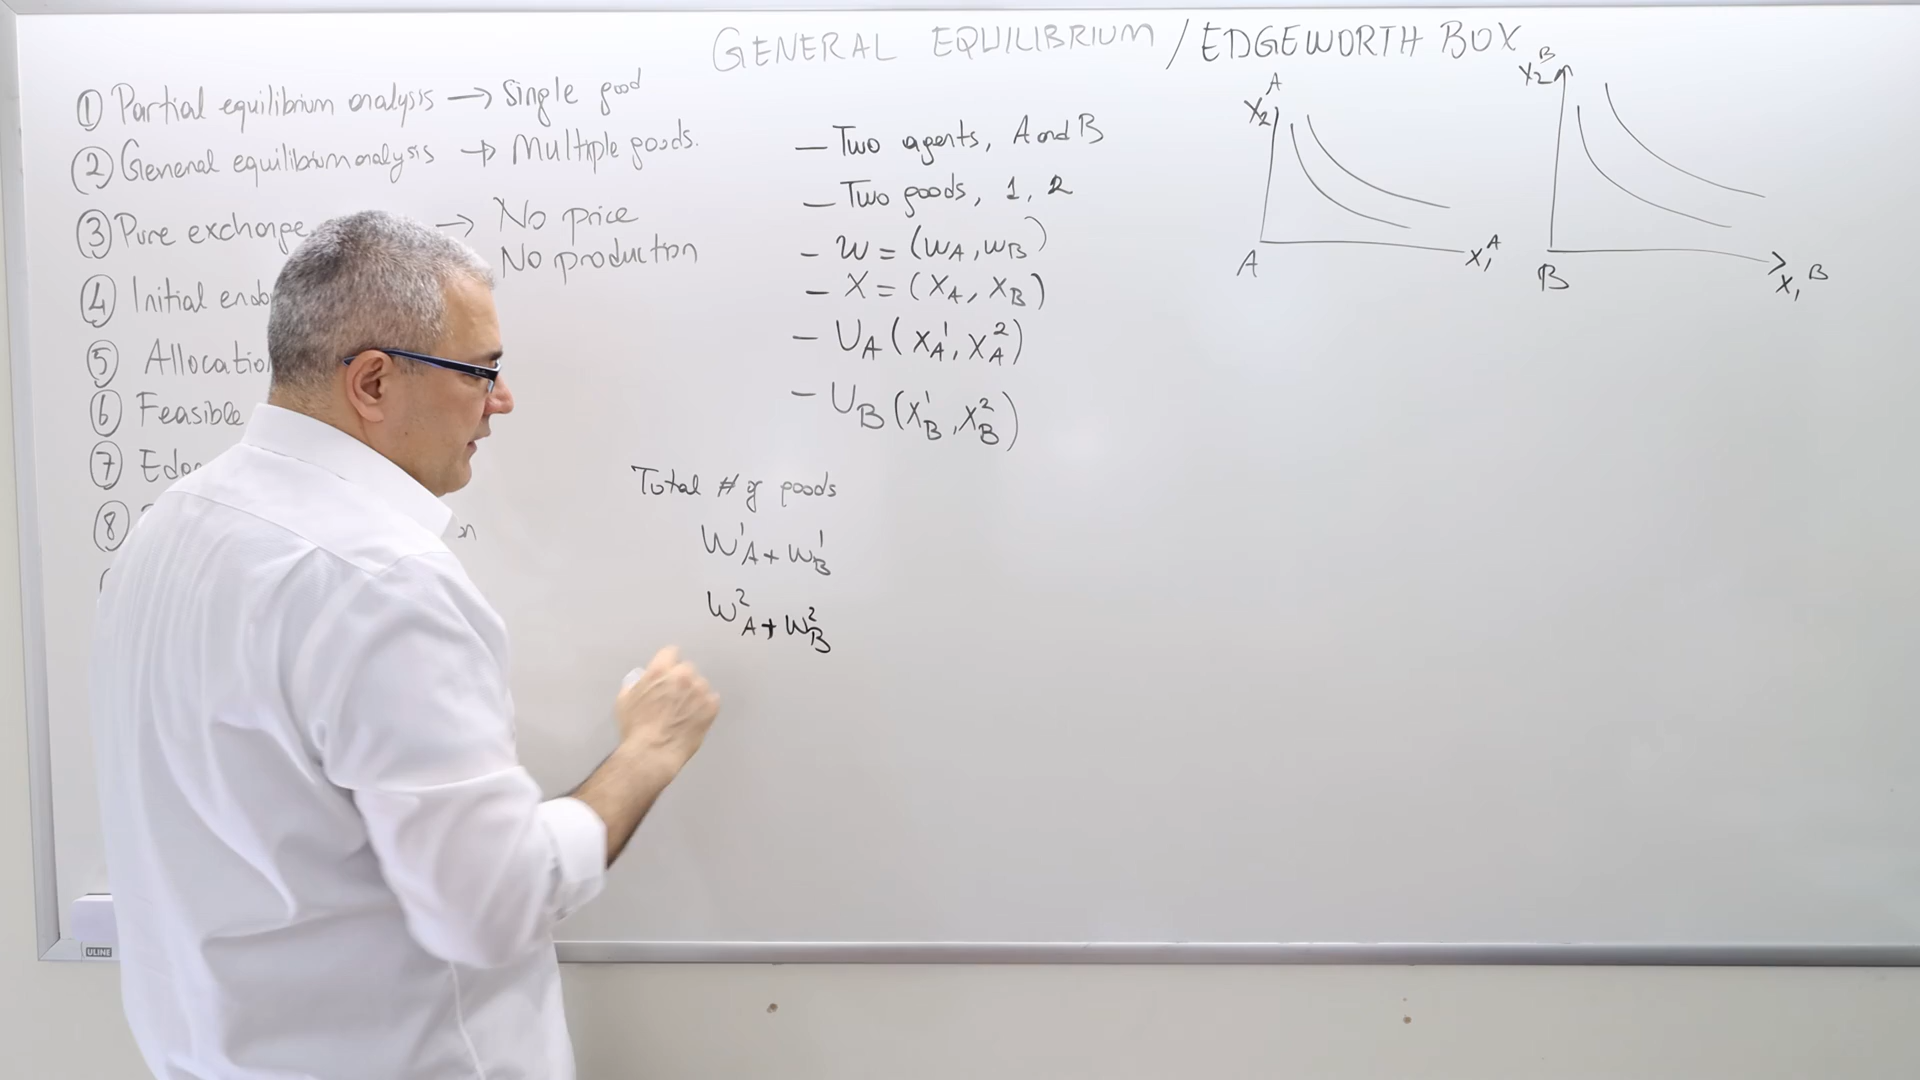 GENERAL EQUILIBRIUM / EDGEWORTH BOX
① Partial equilibrium analysis → Single good
② General equilibrium analysis → Multiple goods.
③ Pure exchange → No price
No production
④ Initial
⑤
⑥ Feasible
⑦
⑧
— Two agents, A and B
— Two goods, 1, 2
— w = (wA, wB)
— X = (XA, XB)
— UA (xA¹, xA²)
— UB (xB¹, xB²)
Total # of goods
wA¹ + wB¹
wA² + wB²
X₂ᴬ
A
X₁ᴬ
X₂ᴮ
B
X₁ᴮ
ULINE